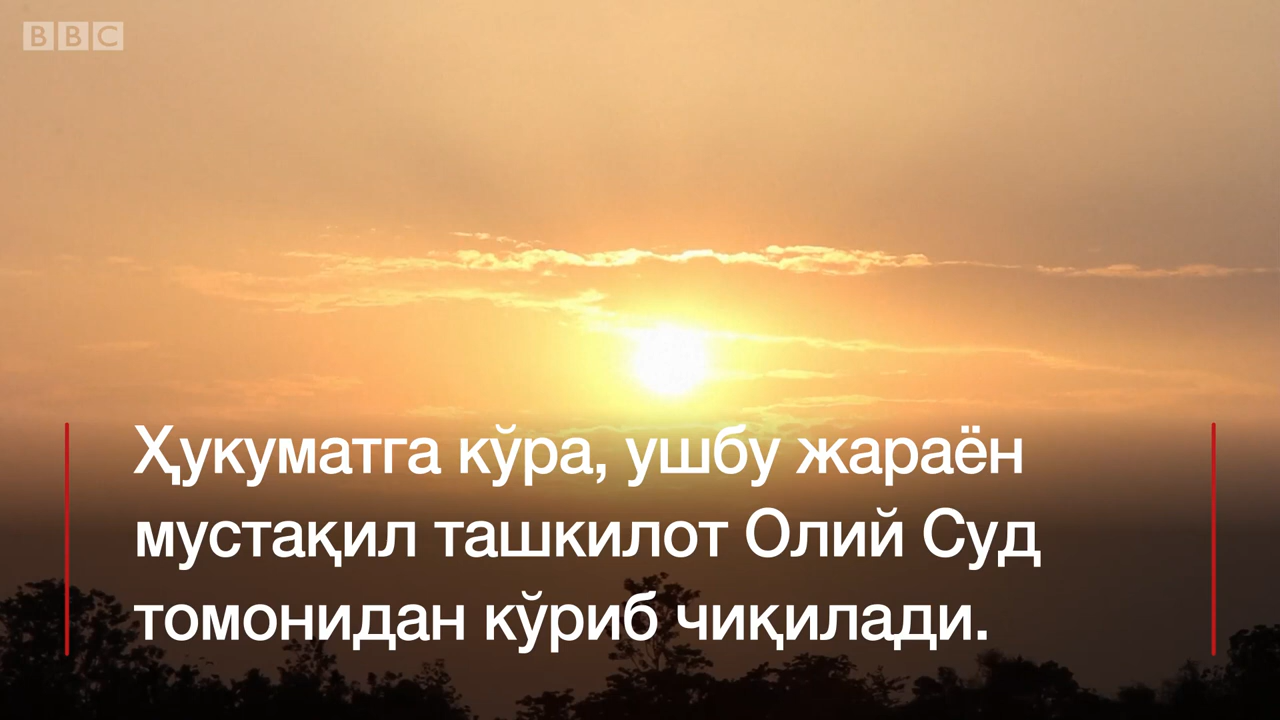 BBC
Ҳукуматга кўра, ушбу жараён
мустақил ташкилот Олий Суд
томонидан кўриб чиқилади.